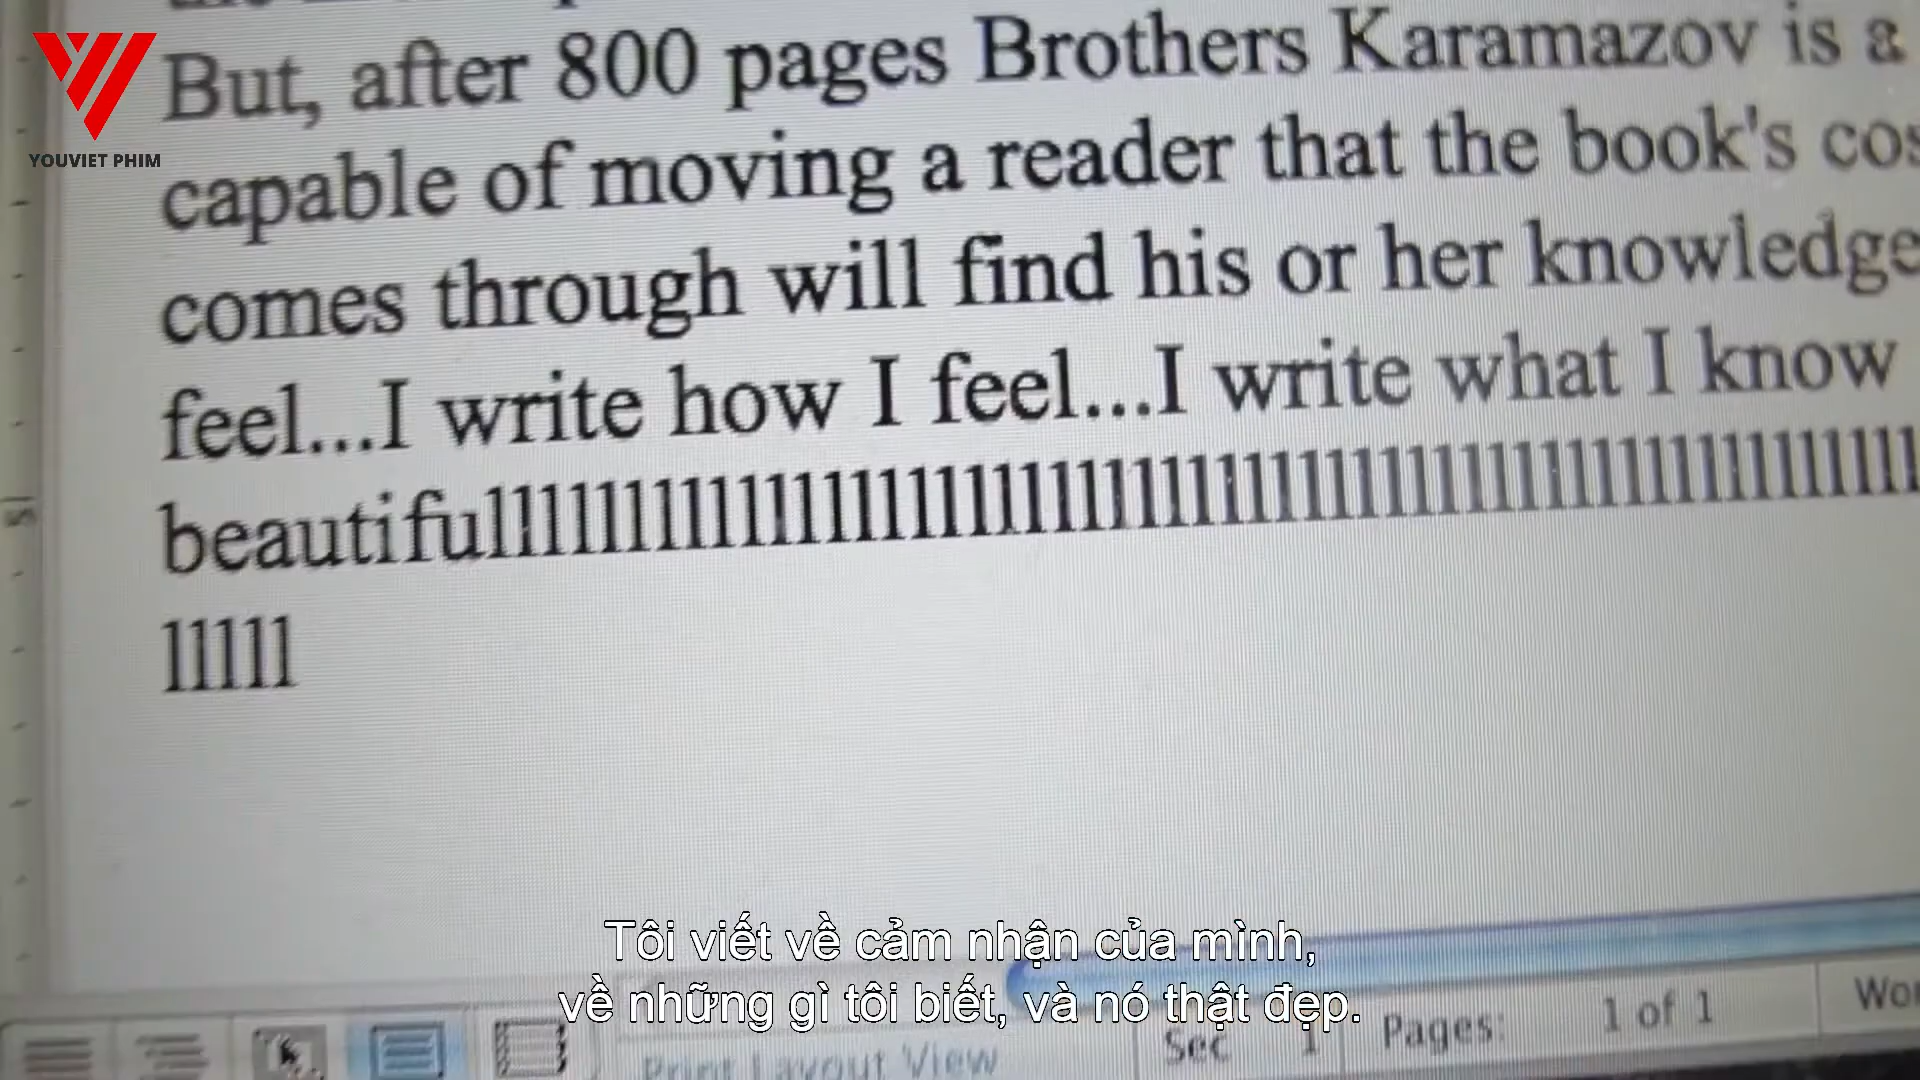 But, after 800 pages Brothers Karamazov is a
capable of moving a reader that the book's
comes through will find his or her knowledge
feel...I write how I feel...I write what I know
beautifullllllllllllllllllllllllllllllllllllllllllllllllll
lllll
YOUVIET PHIM
Tôi viết về cảm nhận của mình,
về những gì tôi biết, và nó thật đẹp.
Print Layout View
Sec 1
Pages:
1 of 1